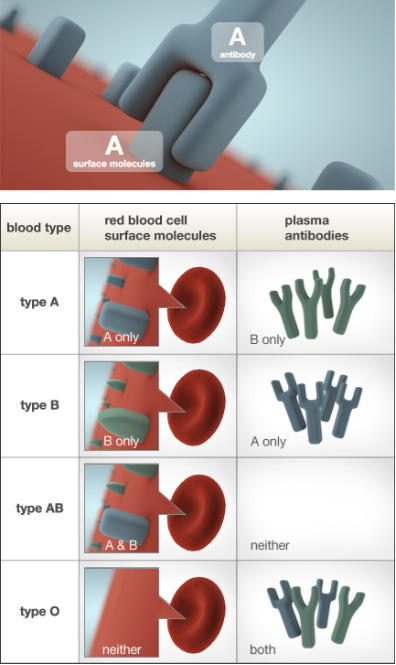 A
antibody
A
surface molecules
blood type
red blood cell
surface molecules
plasma
antibodies
type A
A only
B only
type B
B only
A only
type AB
A & B
neither
type O
neither
both